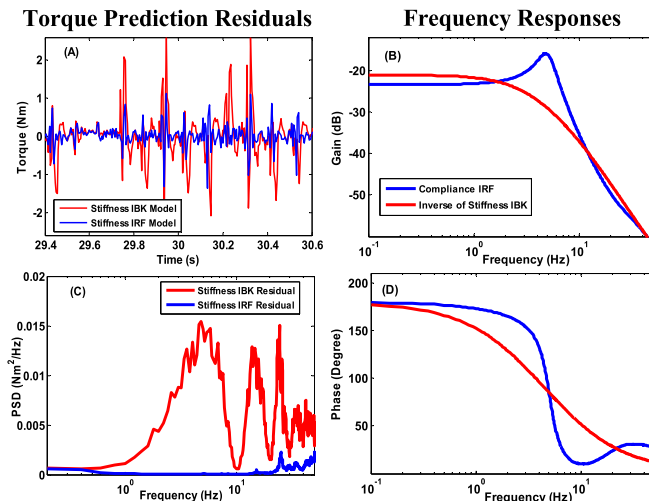 Torque Prediction Residuals
Frequency Responses
(A)
Torque (Nm)
2
1
0
-1
-2
Stiffness IBK Model
Stiffness IRF Model
29.4 29.6 29.8 30 30.2 30.4 30.6
Time (s)
(B)
Gain (dB)
-20
-30
-40
-50
Compliance IRF
Inverse of Stiffness IBK
10-1 100 101
Frequency (Hz)
(C)
PSD (Nm2/Hz)
0.02
0.015
0.01
0.005
0
Stiffness IBK Residual
Stiffness IRF Residual
100 101
Frequency (Hz)
(D)
Phase (Degree)
200
150
100
50
10-1 100 101
Frequency (Hz)